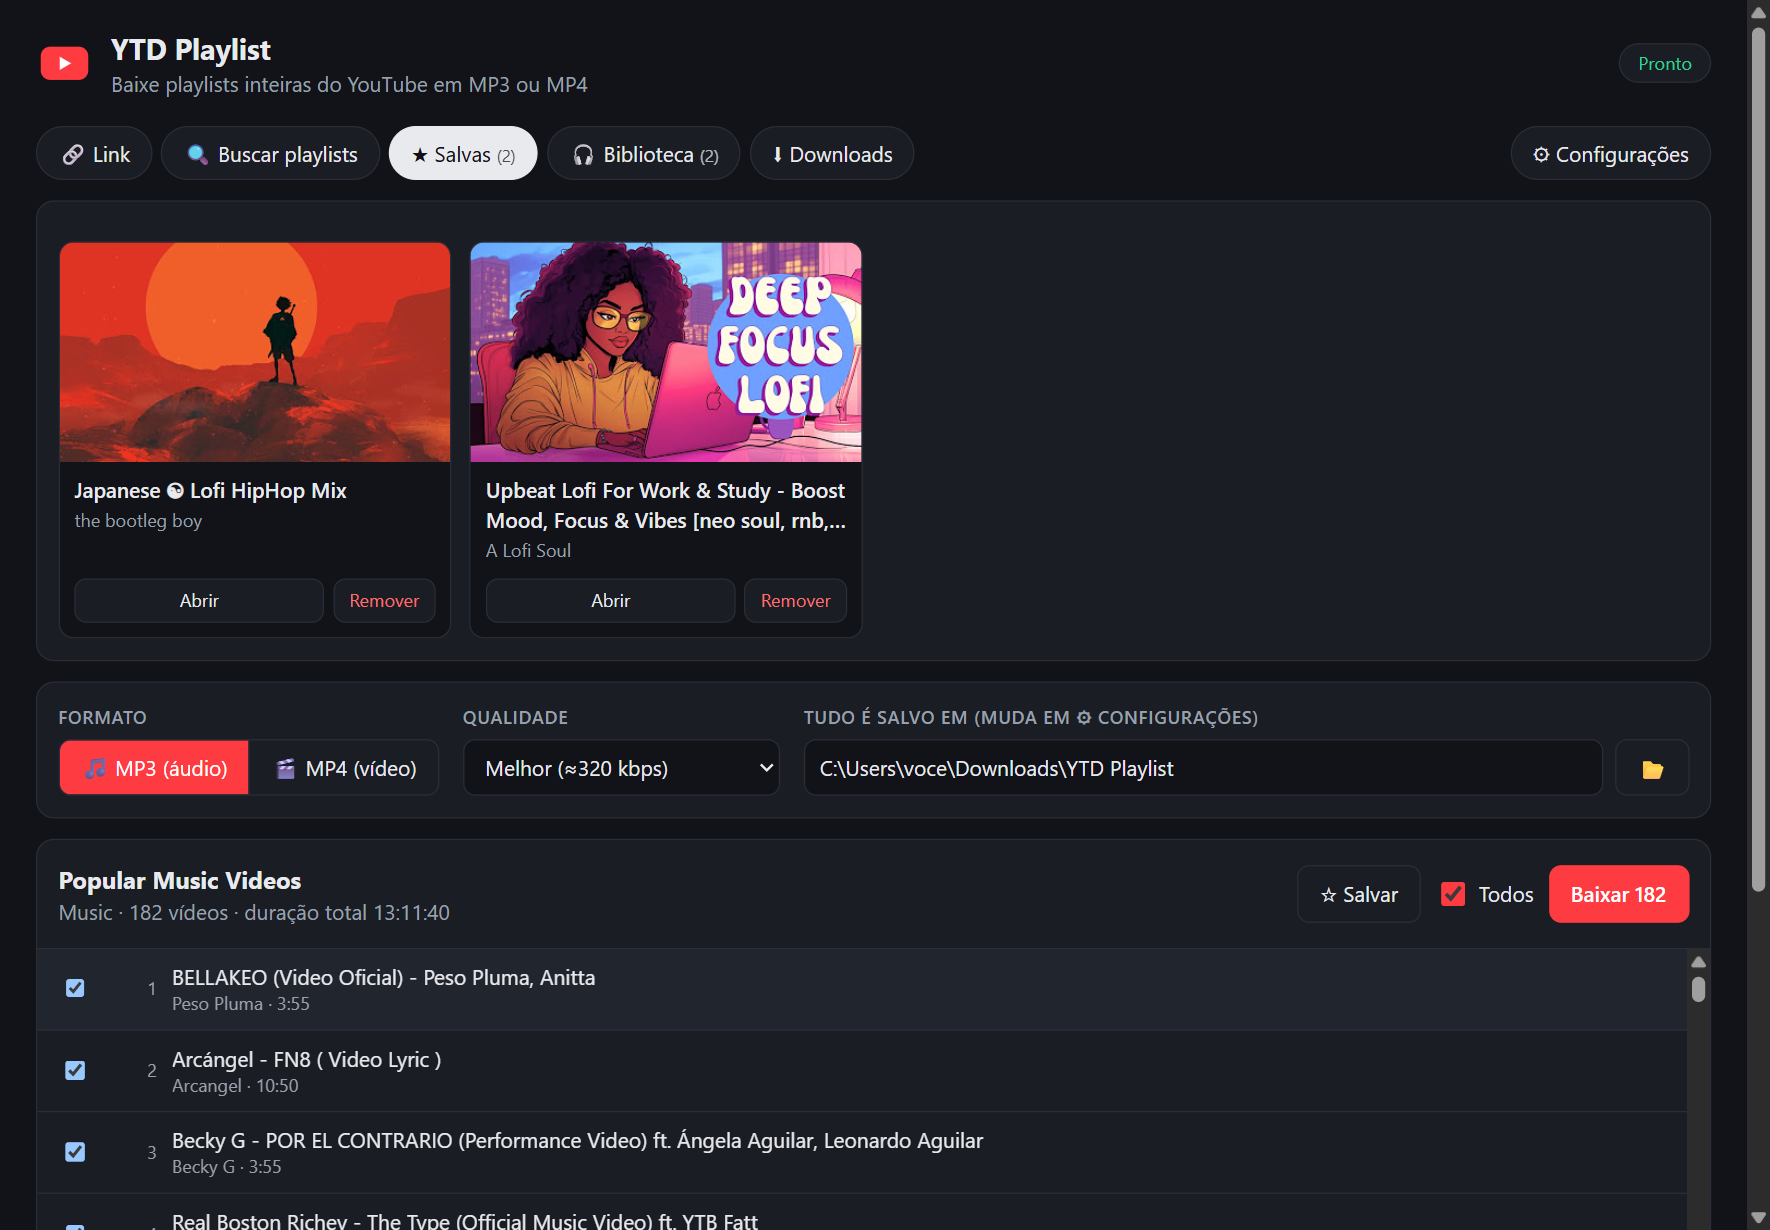 YTD Playlist
Baixe playlists inteiras do YouTube em MP3 ou MP4
Pronto
🔗 Link
🔍 Buscar playlists
★ Salvas (2)
🎧 Biblioteca (2)
⬇ Downloads
⚙ Configurações
DEEP
FOCUS
LOFI
Japanese ☯ Lofi HipHop Mix
the bootleg boy
Abrir
Remover
Upbeat Lofi For Work & Study - Boost
Mood, Focus & Vibes [neo soul, rnb,...
A Lofi Soul
Abrir
Remover
FORMATO
🎵 MP3 (áudio)
🎬 MP4 (vídeo)
QUALIDADE
Melhor (≈320 kbps)
TUDO É SALVO EM (MUDA EM ⚙ CONFIGURAÇÕES)
C:\Users\voce\Downloads\YTD Playlist
Popular Music Videos
Music · 182 vídeos · duração total 13:11:40
☆ Salvar
Todos
Baixar 182
1
BELLAKEO (Video Oficial) - Peso Pluma, Anitta
Peso Pluma · 3:55
2
Arcángel - FN8 ( Video Lyric )
Arcangel · 10:50
3
Becky G - POR EL CONTRARIO (Performance Video) ft. Ángela Aguilar, Leonardo Aguilar
Becky G · 3:55
Real Boston Richey - The Type (Official Music Video) ft. YTB Fatt